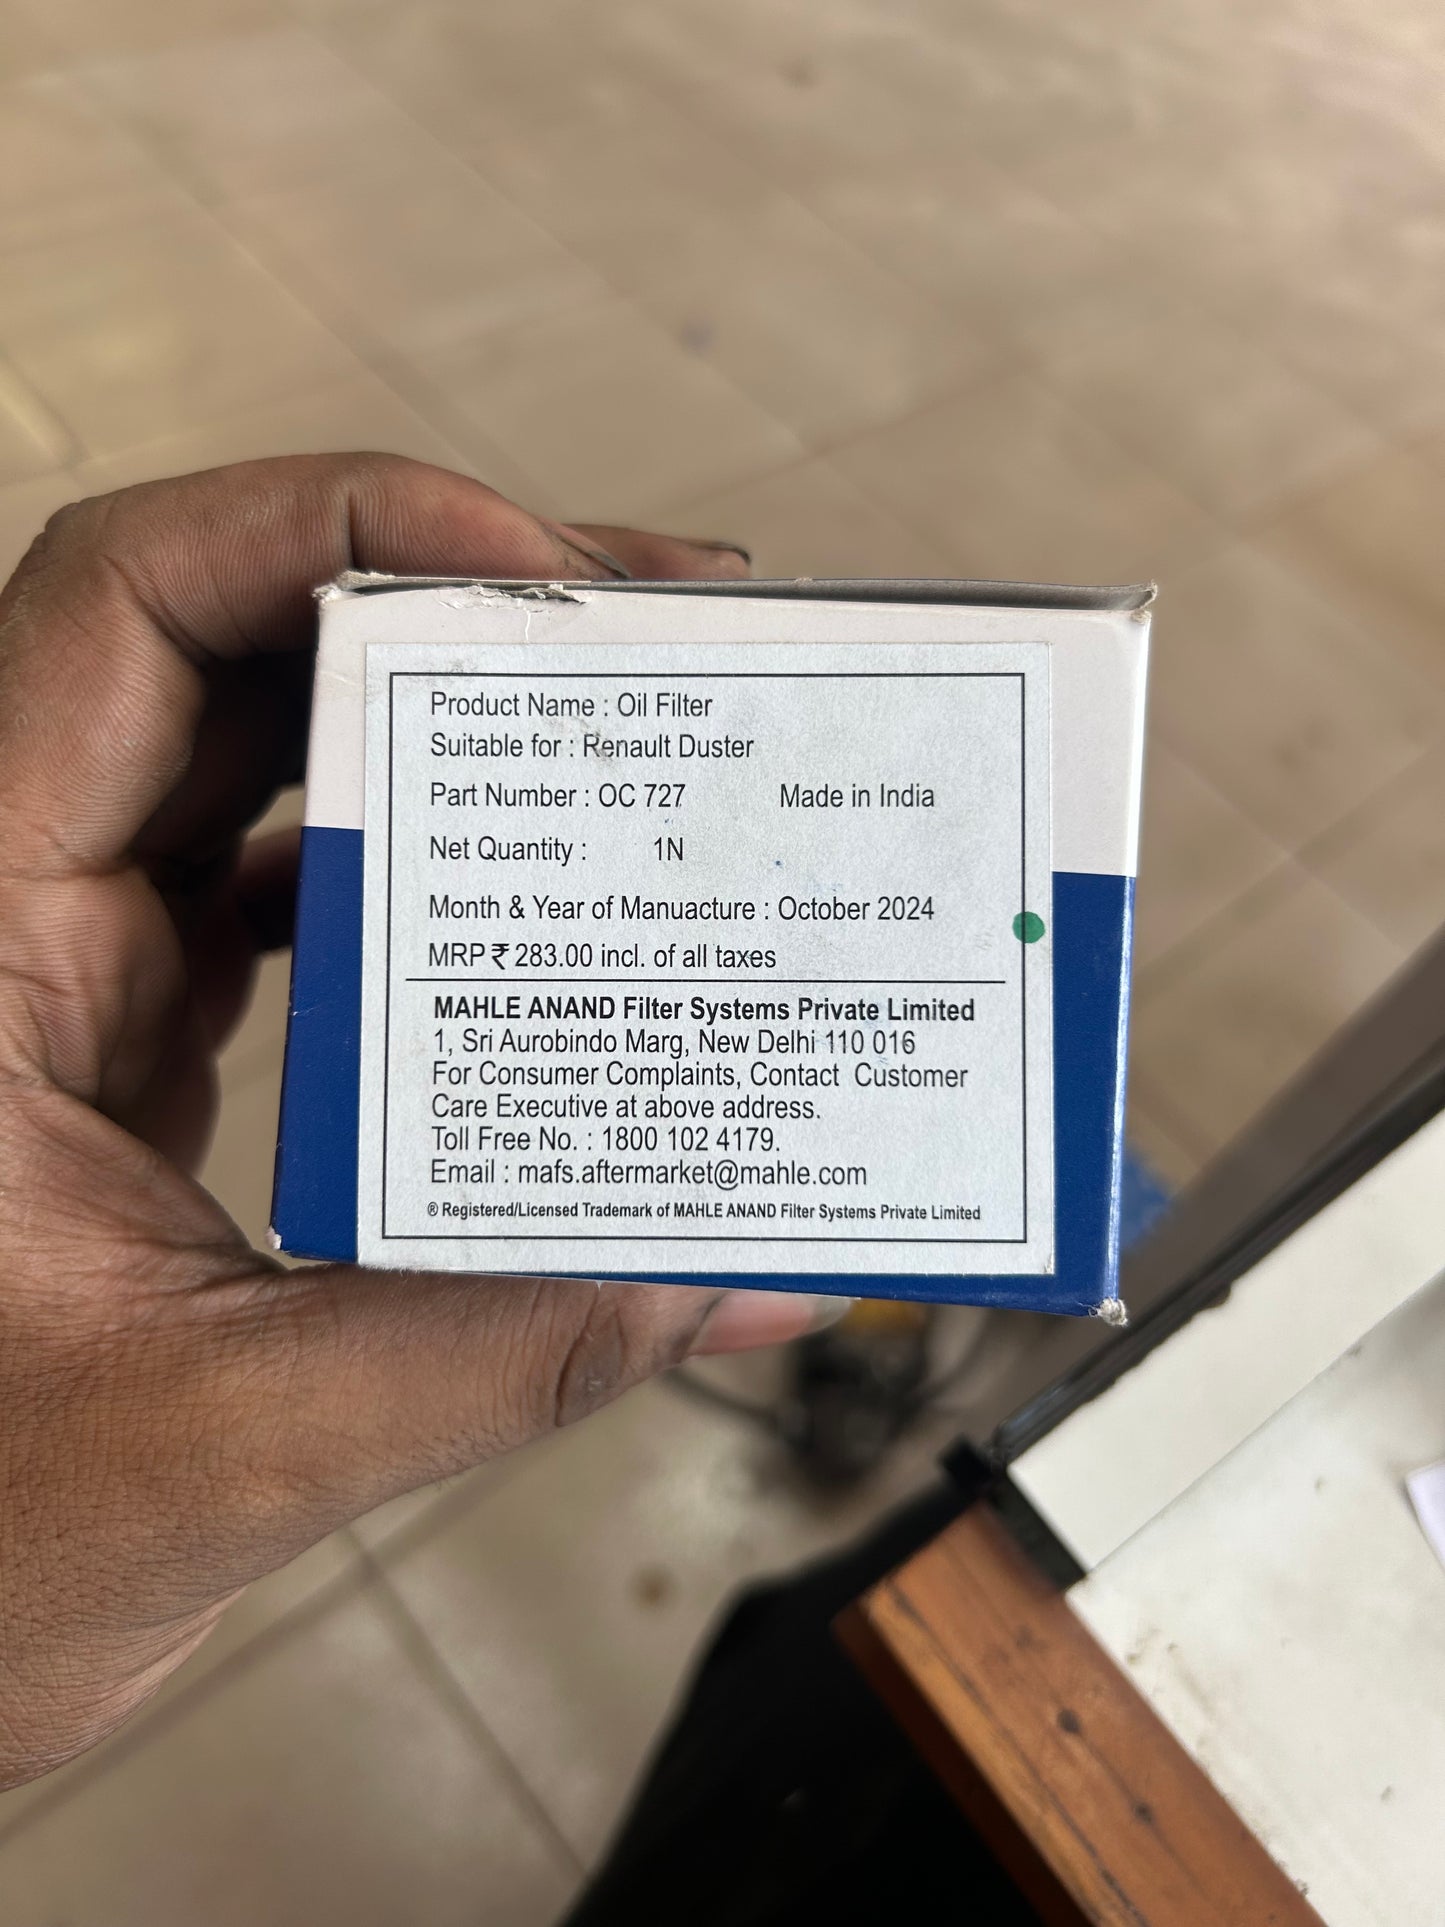 Product Name : Oil Filter
Suitable for : Renault Duster
Part Number : OC 727 Made in India
Net Quantity : 1N
Month & Year of Manuacture : October 2024
MRP ₹ 283.00 incl. of all taxes
MAHLE ANAND Filter Systems Private Limited
1, Sri Aurobindo Marg, New Delhi 110 016
For Consumer Complaints, Contact Customer
Care Executive at above address.
Toll Free No. : 1800 102 4179.
Email : mafs.aftermarket@mahle.com
® Registered/Licensed Trademark of MAHLE ANAND Filter Systems Private Limited